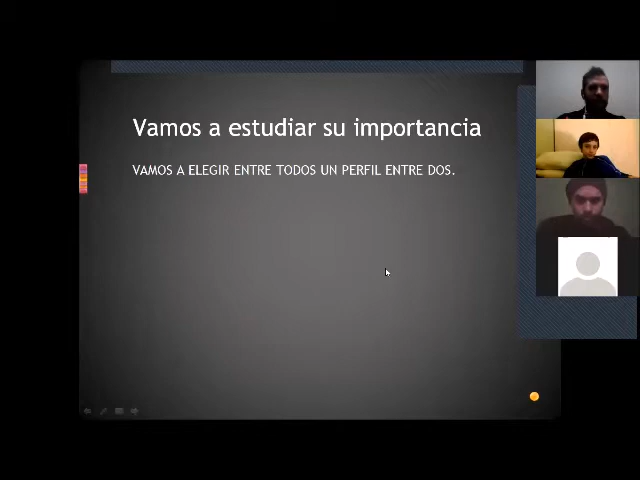 Vamos a estudiar su importancia
VAMOS A ELEGIR ENTRE TODOS UN PERFIL ENTRE DOS.